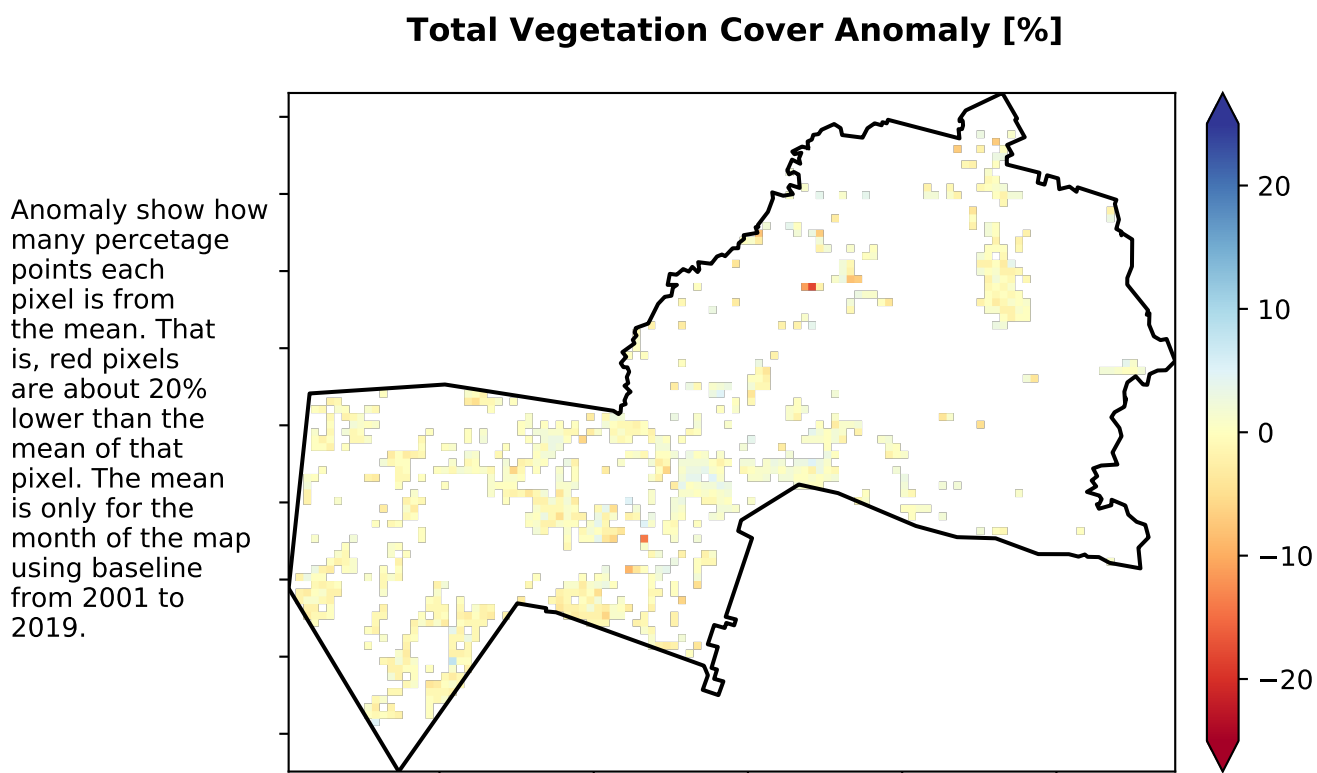 Total Vegetation Cover Anomaly [%]
Anomaly show how
many percetage
points each
pixel is from
the mean. That
is, red pixels
are about 20%
lower than the
mean of that
pixel. The mean
is only for the
month of the map
using baseline
from 2001 to
2019.
20
10
0
−10
−20